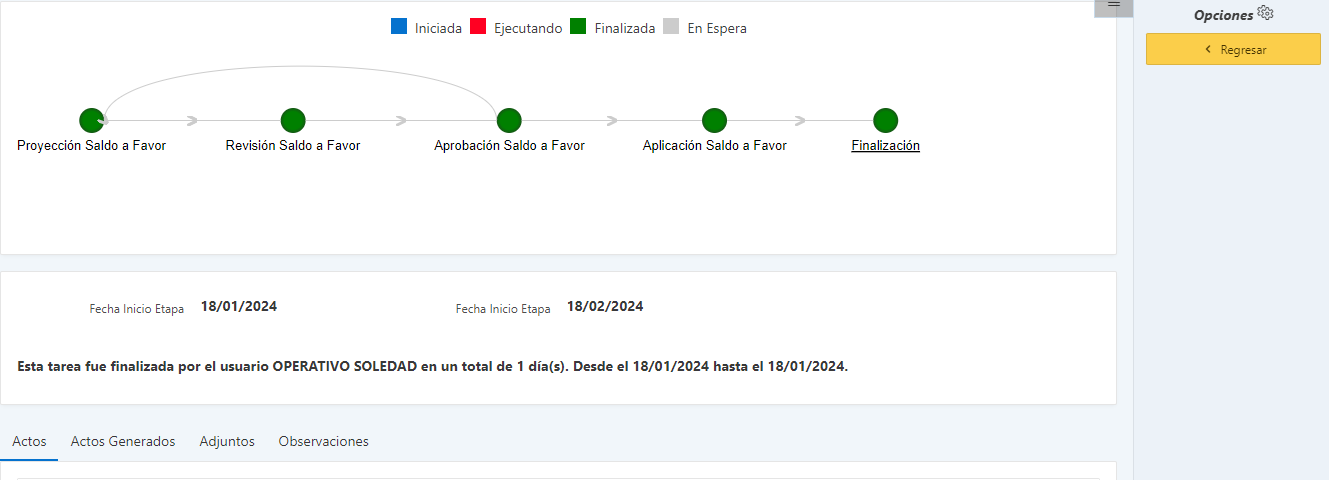 Iniciada Ejecutando Finalizada En Espera
Proyección Saldo a Favor Revisión Saldo a Favor Aprobación Saldo a Favor Aplicación Saldo a Favor Finalización
Fecha Inicio Etapa 18/01/2024 Fecha Inicio Etapa 18/02/2024
Esta tarea fue finalizada por el usuario OPERATIVO SOLEDAD en un total de 1 día(s). Desde el 18/01/2024 hasta el 18/01/2024.
Actos Actos Generados Adjuntos Observaciones
Opciones
Regresar